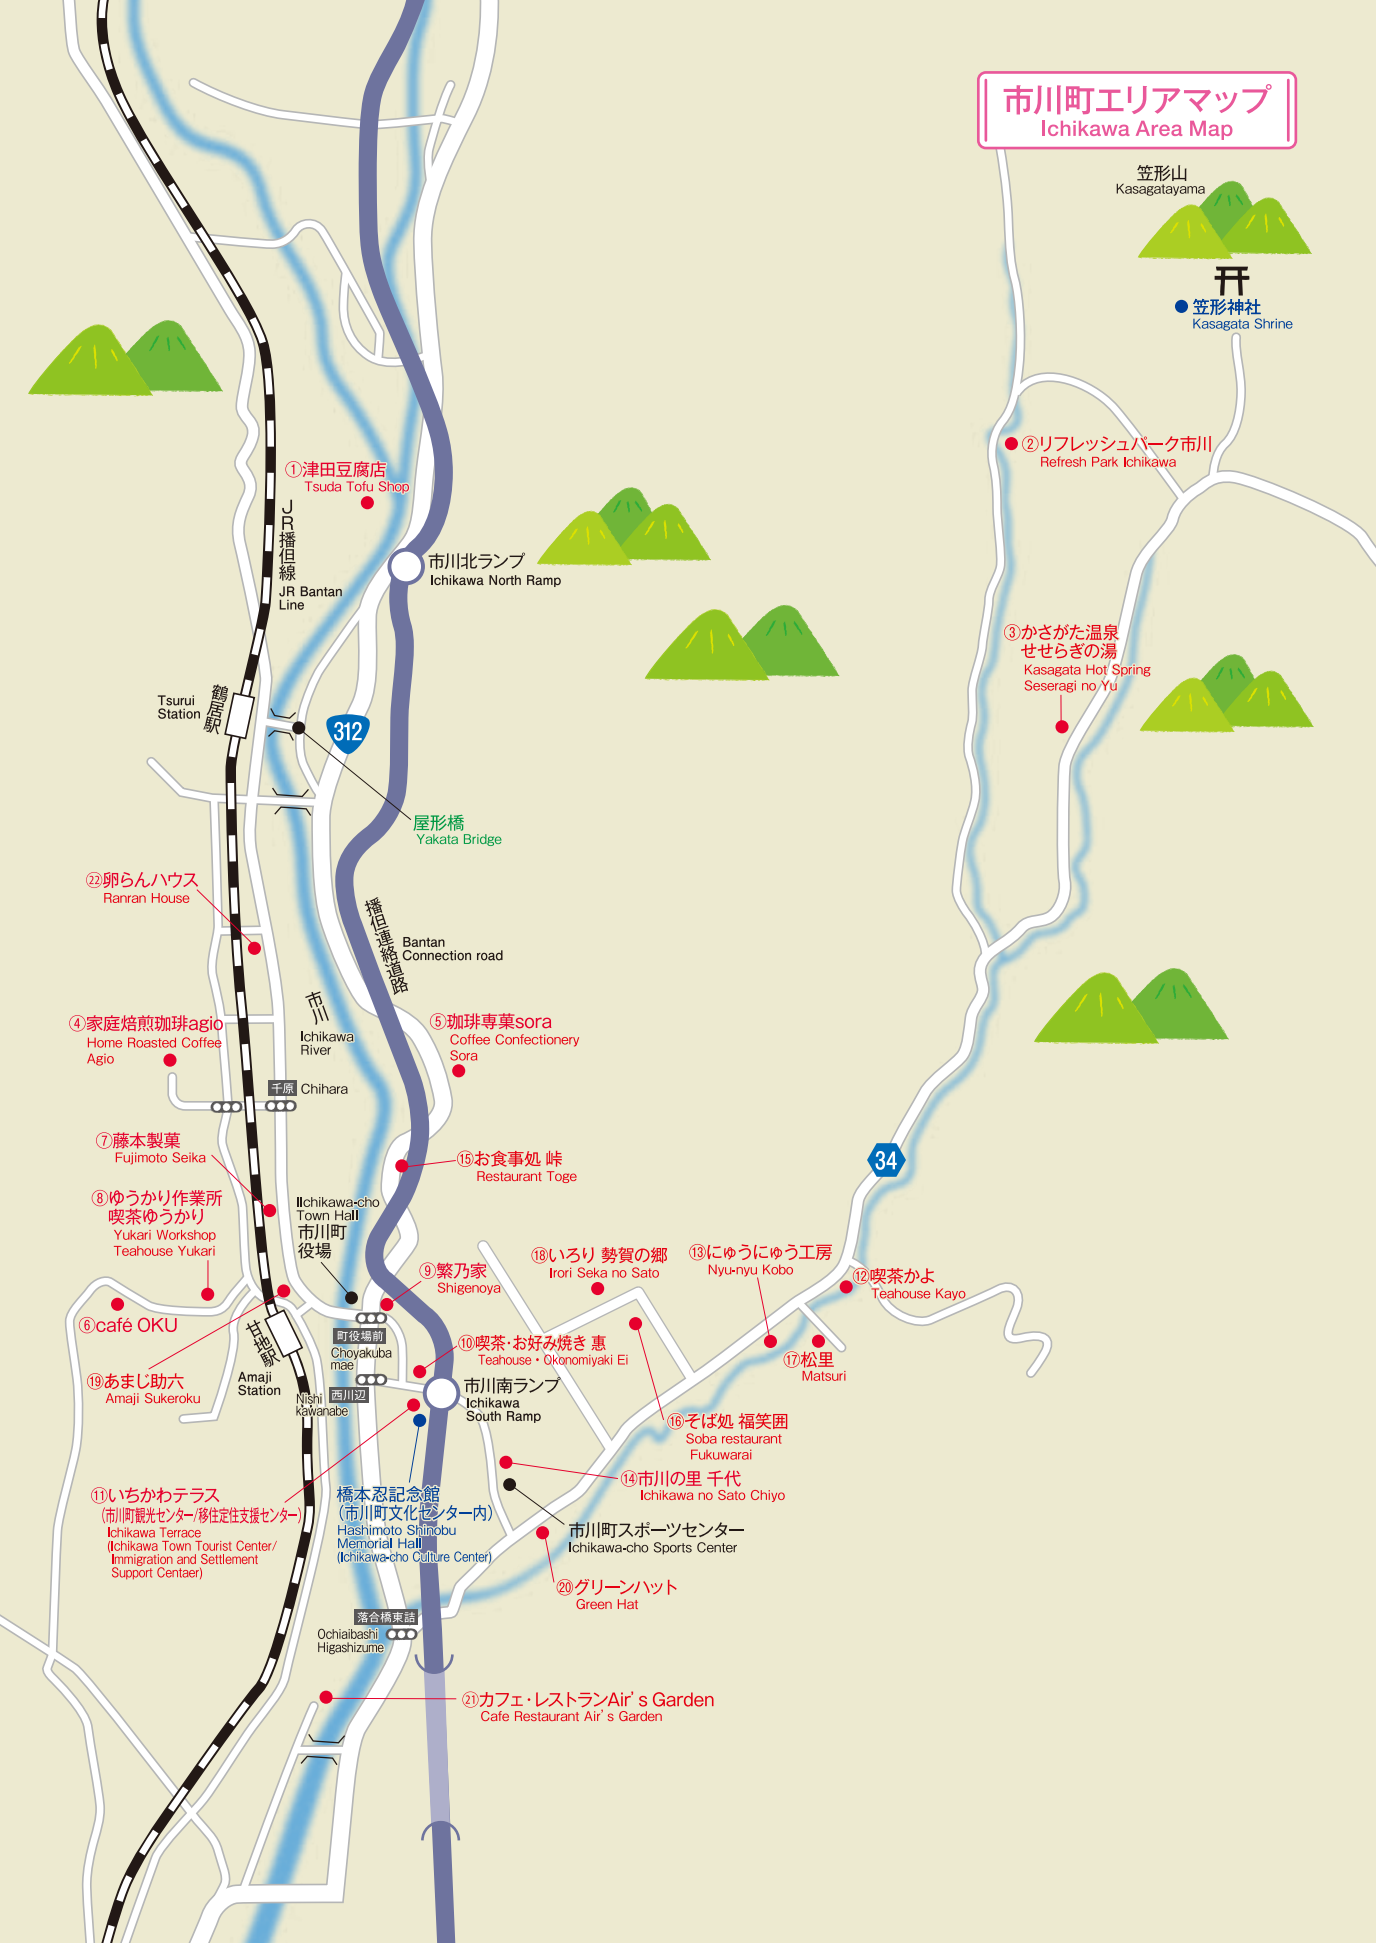 市川町エリアマップ
Ichikawa Area Map
笠形山
Kasagatayama
笠形神社
Kasagata Shrine
②リフレッシュパーク市川
Refresh Park Ichikawa
①津田豆腐店
Tsuda Tofu Shop
JR播但線
JR Bantan
Line
市川北ランプ
Ichikawa North Ramp
③かさがた温泉
せせらぎの湯
Kasagata Hot Spring
Seseragi no Yu
Tsurui
Station
鶴居駅
312
屋形橋
Yakata Bridge
㉒卵らんハウス
Ranran House
播但連絡道路
Bantan
Connection road
市川
Ichikawa
River
④家庭焙煎珈琲agio
Home Roasted Coffee
Agio
⑤珈琲専菓sora
Coffee Confectionery
Sora
千原
Chihara
⑦藤本製菓
Fujimoto Seika
⑮お食事処 峠
Restaurant Toge
34
⑧ゆうかり作業所
喫茶ゆうかり
Yukari Workshop
Teahouse Yukari
IIchikawa-cho
Town Hall
市川町
役場
⑨繁乃家
Shigenoya
⑱いろり 勢賀の郷
Irori Seka no Sato
⑬にゅうにゅう工房
Nyu-nyu Kobo
⑫喫茶かよ
Teahouse Kayo
⑥café OKU
甘地駅
Amaji
Station
町役場前
Choyakuba
mae
⑩喫茶・お好み焼き 恵
Teahouse・Okonomiyaki Ei
⑰松里
Matsuri
⑲あまじ助六
Amaji Sukeroku
西川辺
Nishi
kawanabe
市川南ランプ
Ichikawa
South Ramp
⑯そば処 福笑囲
Soba restaurant
Fukuwarai
⑭市川の里 千代
Ichikawa no Sato Chiyo
⑪いちかわテラス
（市川町観光センター/移住定住支援センター）
Ichikawa Terrace
(Ichikawa Town Tourist Center/
Immigration and Settlement
Support Centaer)
橋本忍記念館
（市川町文化センター内）
Hashimoto Shinobu
Memorial Hall
(Ichikawa-cho Culture Center)
市川町スポーツセンター
Ichikawa-cho Sports Center
⑳グリーンハット
Green Hat
落合橋東詰
Ochiaibashi
Higashizume
㉑カフェ・レストランAir's Garden
Cafe Restaurant Air's Garden